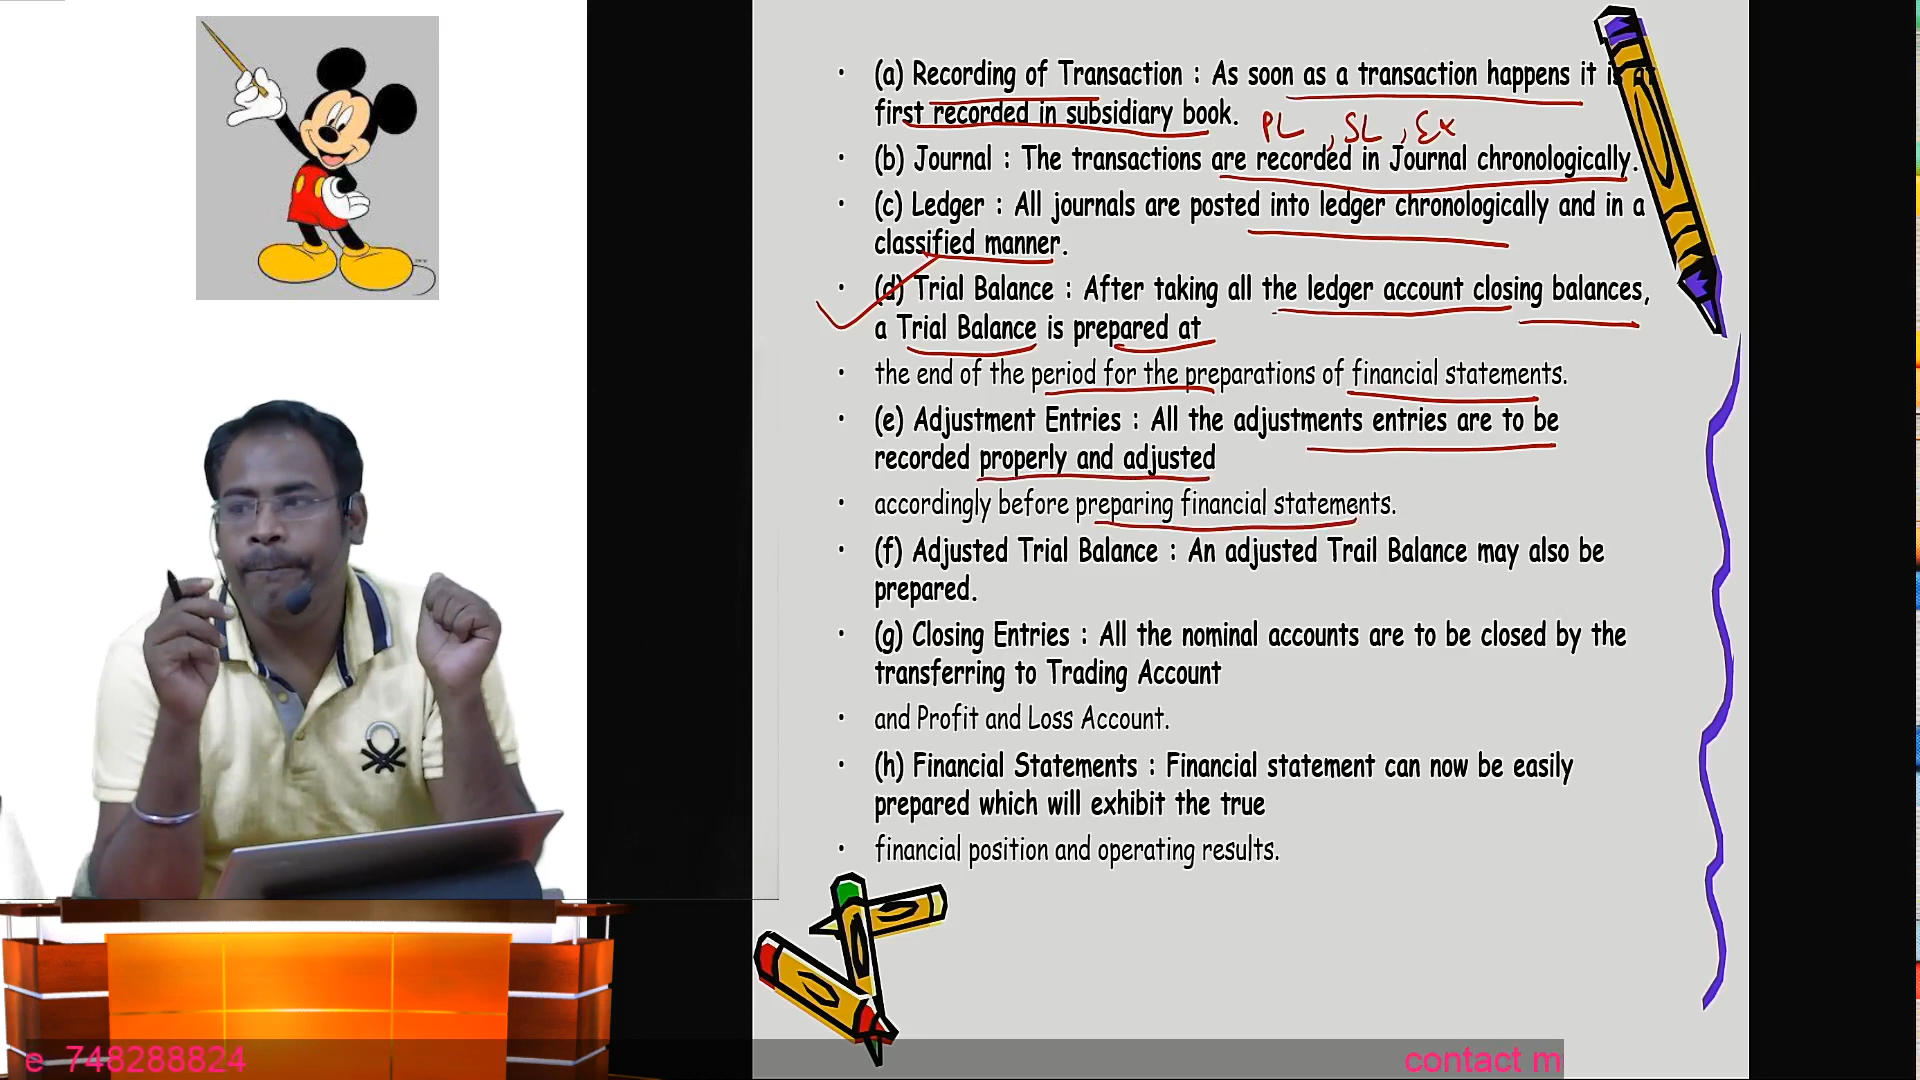 • (a) Recording of Transaction : As soon as a transaction happens it is at
first recorded in subsidiary book.
PL , SL , Ex
• (b) Journal : The transactions are recorded in Journal chronologically.
• (c) Ledger : All journals are posted into ledger chronologically and in a
classified manner.
• (d) Trial Balance : After taking all the ledger account closing balances,
a Trial Balance is prepared at
• the end of the period for the preparations of financial statements.
• (e) Adjustment Entries : All the adjustments entries are to be
recorded properly and adjusted
• accordingly before preparing financial statements.
• (f) Adjusted Trial Balance : An adjusted Trail Balance may also be
prepared.
• (g) Closing Entries : All the nominal accounts are to be closed by the
transferring to Trading Account
• and Profit and Loss Account.
• (h) Financial Statements : Financial statement can now be easily
prepared which will exhibit the true
• financial position and operating results.
e 748288824
contact m